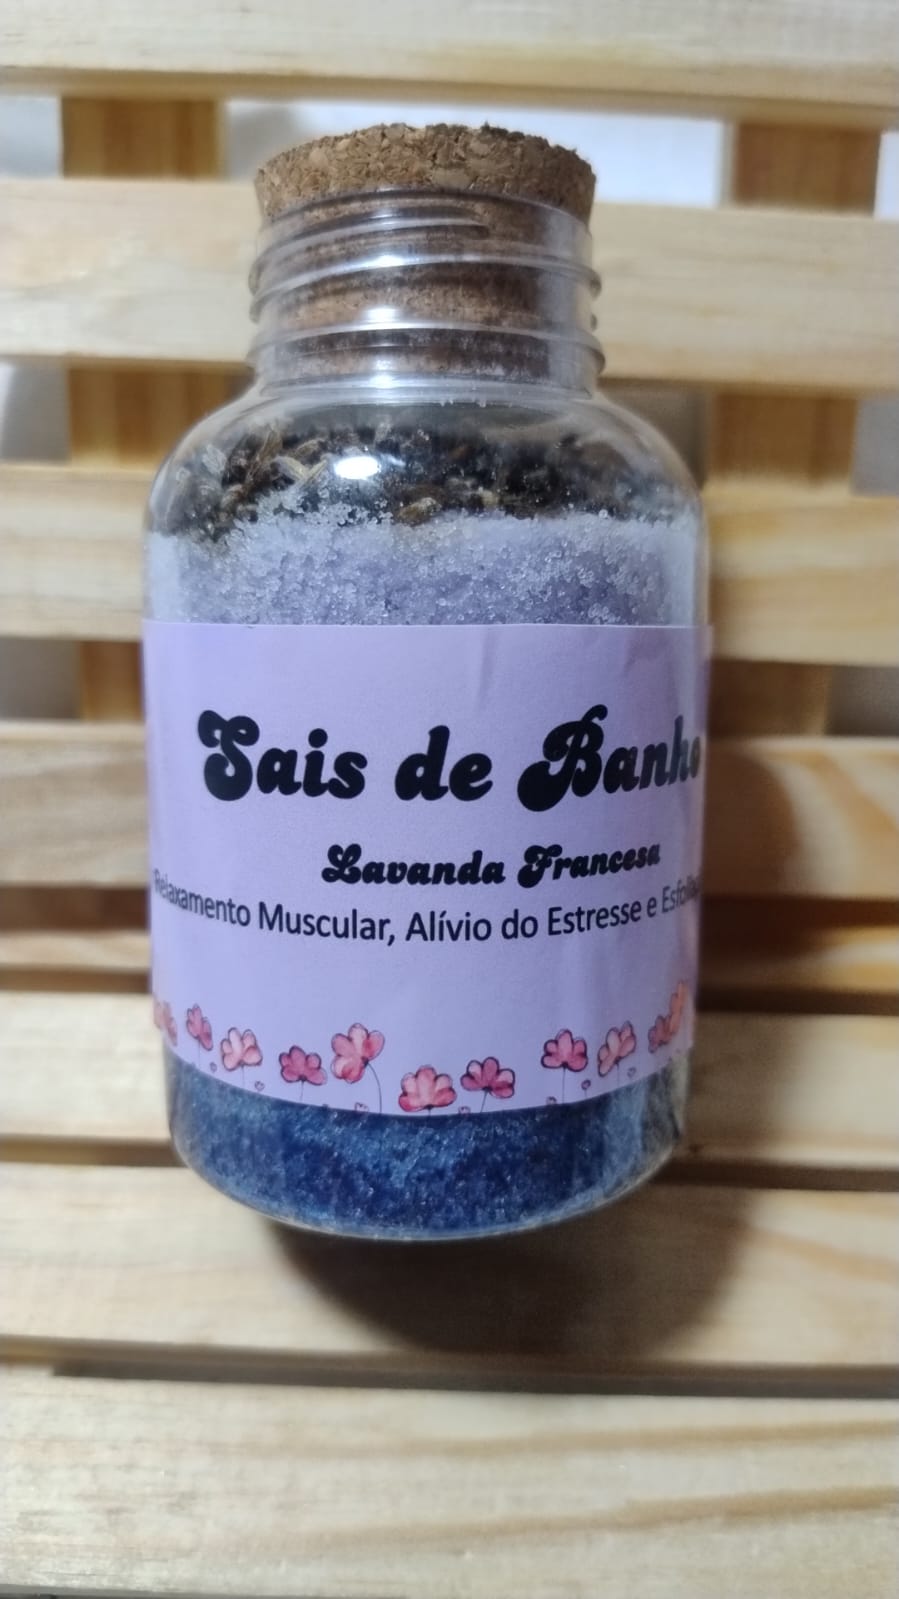 Sais de Banho
Lavanda Francesa
Relaxamento Muscular, Alívio do Estresse e